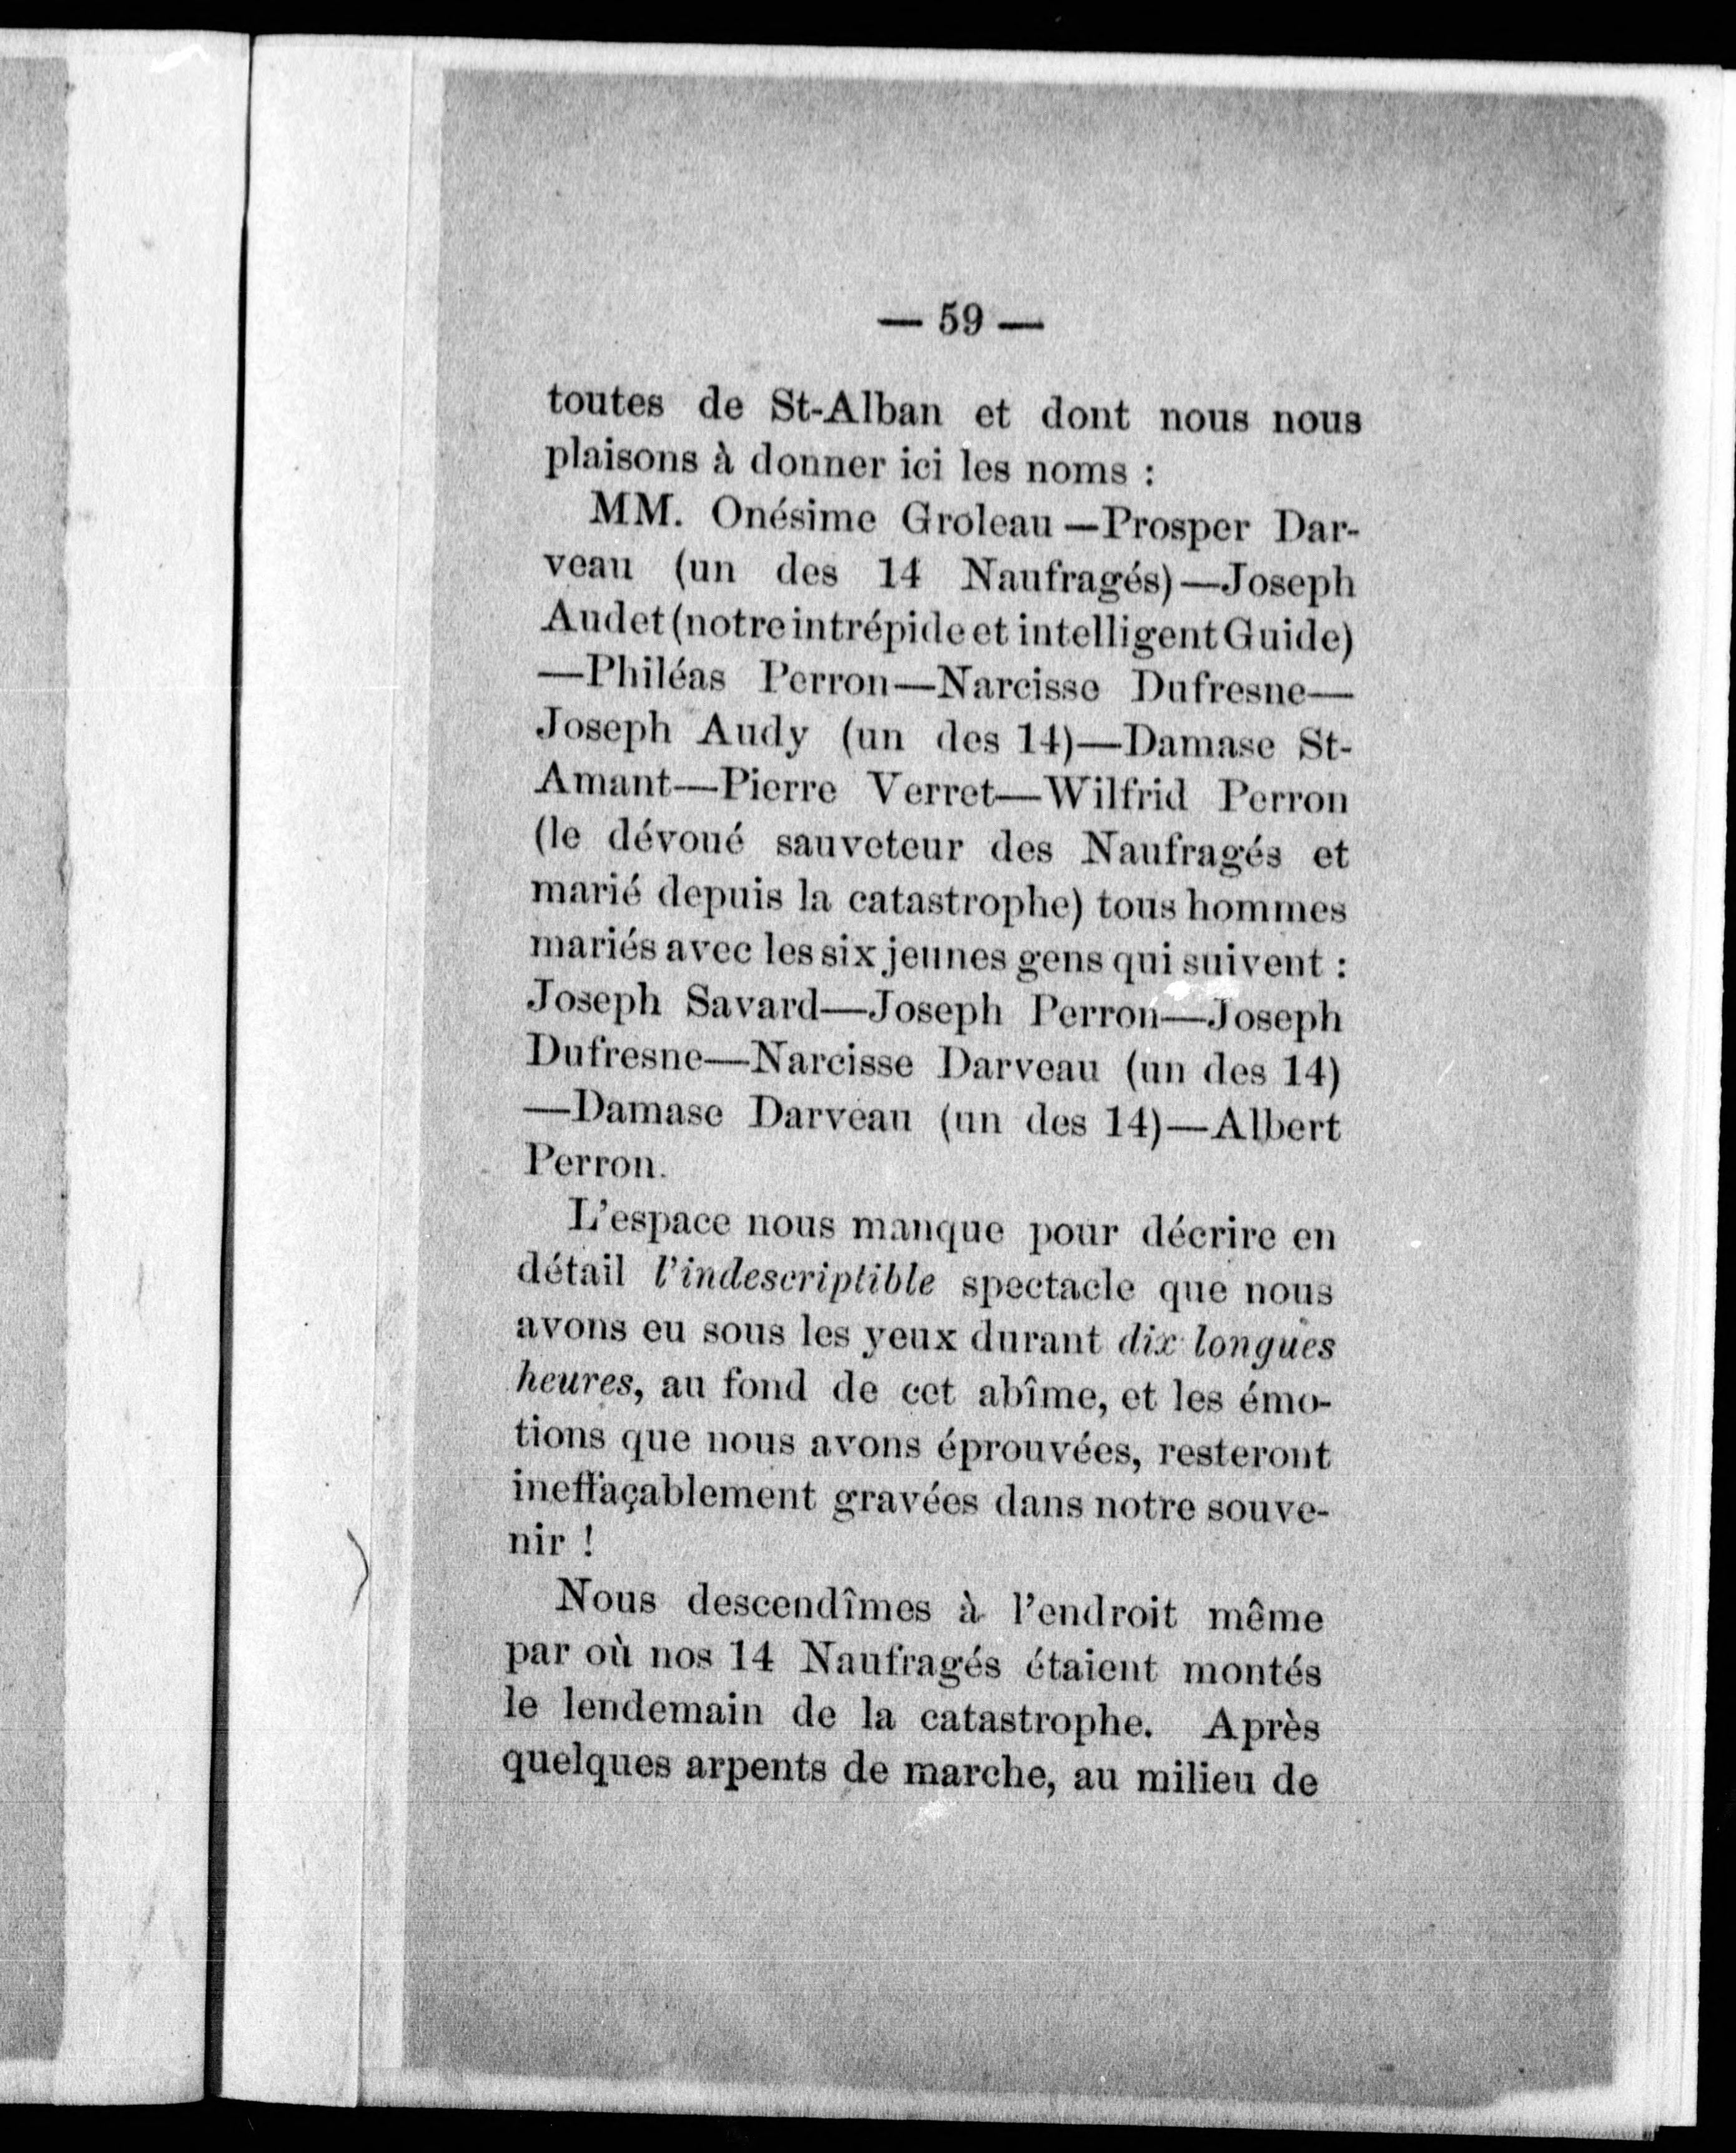 — 59 —
toutes de St-Alban et dont nous nous
plaisons à donner ici les noms :
MM. Onésime Groleau —Prosper Dar-
veau (un des 14 Naufragés)—Joseph
Audet (notre intrépide et intelligent Guide)
—Philéas Perron—Narcisse Dufresne—
Joseph Audy (un des 14)—Damase St-
Amant—Pierre Verret—Wilfrid Perron
(le dévoué sauveteur des Naufragés et
marié depuis la catastrophe) tous hommes
mariés avec les six jeunes gens qui suivent :
Joseph Savard—Joseph Perron—Joseph
Dufresne—Narcisse Darveau (un des 14)
—Damase Darveau (un des 14)—Albert
Perron.
L'espace nous manque pour décrire en
détail l'indescriptible spectacle que nous
avons eu sous les yeux durant dix longues
heures, au fond de cet abîme, et les émo-
tions que nous avons éprouvées, resteront
ineffaçablement gravées dans notre souve-
nir !
Nous descendîmes à l'endroit même
par où nos 14 Naufragés étaient montés
le lendemain de la catastrophe. Après
quelques arpents de marche, au milieu de